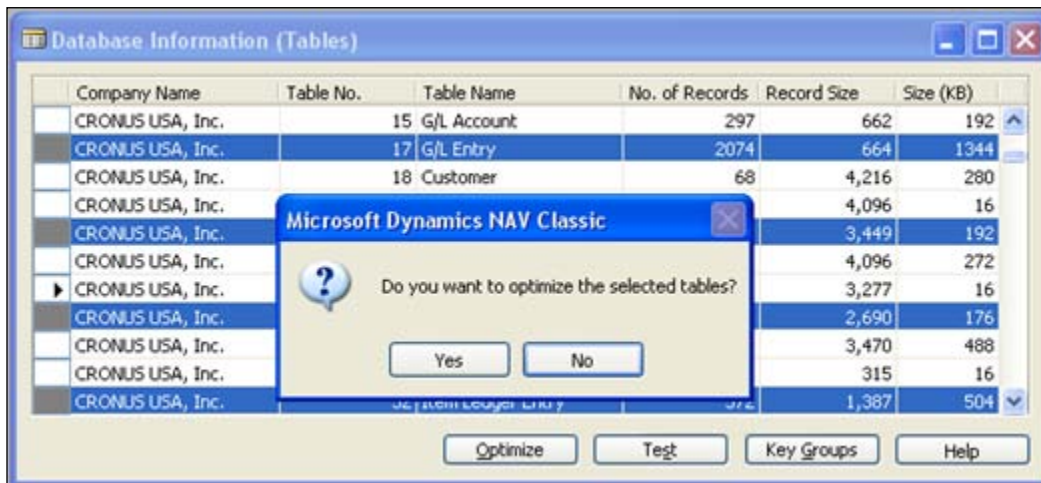 Database Information (Tables)
Company Name Table No. Table Name No. of Records Record Size Size (KB)
CRONUS USA, Inc. 15 G/L Account 297 662 192
CRONUS USA, Inc. 17 G/L Entry 2074 664 1344
CRONUS USA, Inc. 18 Customer 68 4,216 280
CRONUS USA, Inc. 4,096 16
CRONUS USA, Inc. 3,449 192
CRONUS USA, Inc. 4,096 272
CRONUS USA, Inc. 3,277 16
CRONUS USA, Inc. 2,690 176
CRONUS USA, Inc. 3,470 488
CRONUS USA, Inc. 315 16
CRONUS USA, Inc. 32 Item Ledger Entry 1,387 504
Microsoft Dynamics NAV Classic
Do you want to optimize the selected tables?
Yes No
Optimize Test Key Groups Help